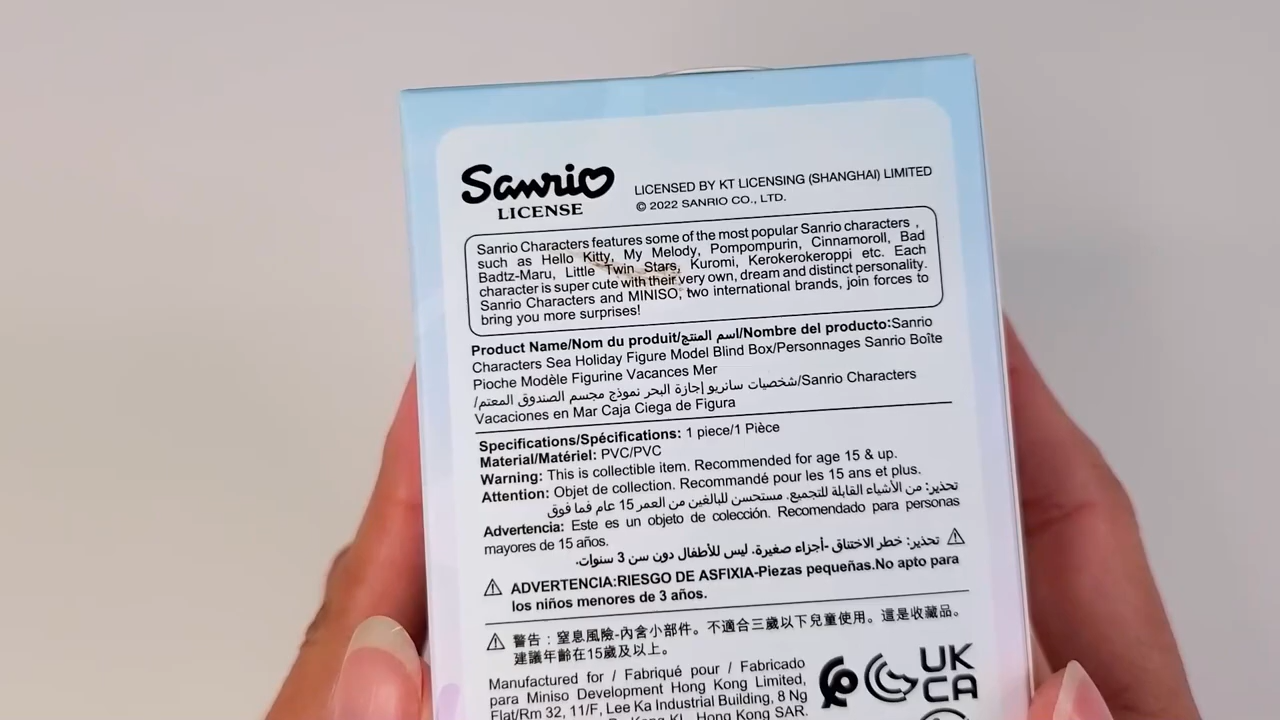 Sanrio
LICENSE
LICENSED BY KT LICENSING (SHANGHAI) LIMITED
© 2022 SANRIO CO., LTD.
Sanrio Characters features some of the most popular Sanrio characters ,
such as Hello Kitty, My Melody, Pompompurin, Cinnamoroll, Bad
Badtz-Maru, Little Twin Stars, Kuromi, Kerokerokeroppi etc. Each
character is super cute with their very own, dream and distinct personality.
Sanrio Characters and MINISO, two international brands, join forces to
bring you more surprises!
Product Name/Nom du produit/اسم المنتج/Nombre del producto:Sanrio
Characters Sea Holiday Figure Model Blind Box/Personnages Sanrio Boîte
Pioche Modèle Figurine Vacances Mer
/شخصيات سانريو إجازة البحر نموذج مجسم الصندوق المعتم/Sanrio Characters
Vacaciones en Mar Caja Ciega de Figura
Specifications/Spécifications: 1 piece/1 Pièce
Material/Matériel: PVC/PVC
Warning: This is collectible item. Recommended for age 15 & up.
Attention: Objet de collection. Recommandé pour les 15 ans et plus.
تحذير: من الأشياء القابلة للتجميع. مستحسن للبالغين من العمر 15 عام فما فوق
Advertencia: Este es un objeto de colección. Recomendado para personas
mayores de 15 años.
تحذير: خطر الاختناق -أجزاء صغيرة. ليس للأطفال دون سن 3 سنوات.
ADVERTENCIA:RIESGO DE ASFIXIA-Piezas pequeñas.No apto para
los niños menores de 3 años.
警告：窒息風險-內含小部件。不適合三歲以下兒童使用。這是收藏品。
建議年齡在15歲及以上。
Manufactured for / Fabriqué pour / Fabricado
para Miniso Development Hong Kong Limited,
Flat/Rm 32, 11/F, Lee Ka Industrial Building, 8 Ng
KL, Hong Kong SAR.
UK
CA